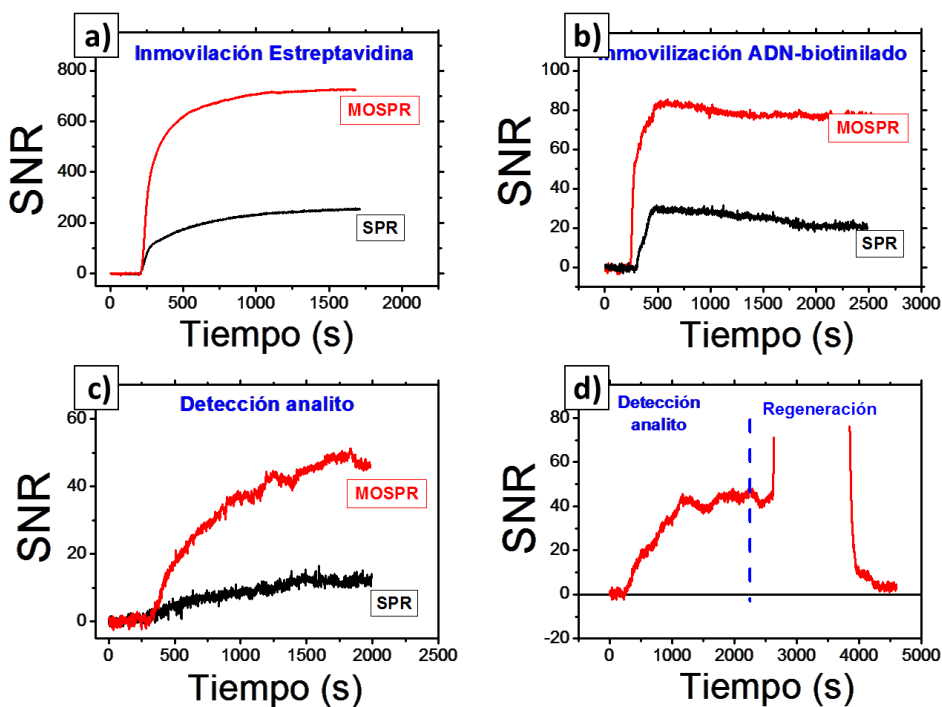 a)
Inmovilación Estreptavidina
800
600
400
200
0
MOSPR
SPR
SNR
0 500 1000 1500 2000
Tiempo (s)
b)
Inmovilización ADN-biotinilado
100
80
60
40
20
0
MOSPR
SPR
SNR
0 500 1000 1500 2000 2500 3000
Tiempo (s)
c)
Detección analito
60
40
20
0
MOSPR
SPR
SNR
0 500 1000 1500 2000 2500
Tiempo (s)
d)
Detección
analito
Regeneración
80
60
40
20
0
-20
SNR
0 1000 2000 3000 4000 5000
Tiempo (s)